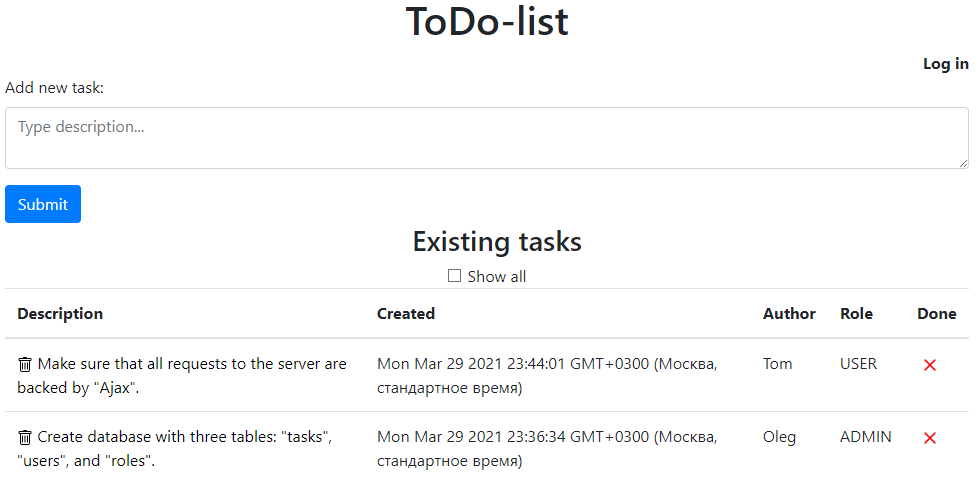 ToDo-list
Log in
Add new task:
Type description...
Submit
Existing tasks
Show all
Description Created Author Role Done
Make sure that all requests to the server are Mon Mar 29 2021 23:44:01 GMT+0300 (Москва, Tom USER
backed by "Ajax". стандартное время)
Create database with three tables: "tasks", Mon Mar 29 2021 23:36:34 GMT+0300 (Москва, Oleg ADMIN
"users", and "roles". стандартное время)